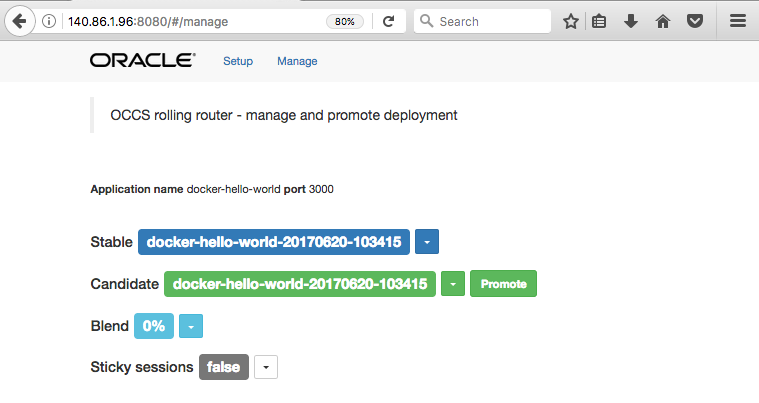 140.86.1.96:8080/#/manage
80%
Search
ORACLE
Setup
Manage
OCCS rolling router - manage and promote deployment
Application name docker-hello-world port 3000
Stable docker-hello-world-20170620-103415
Candidate docker-hello-world-20170620-103415 Promote
Blend 0%
Sticky sessions false